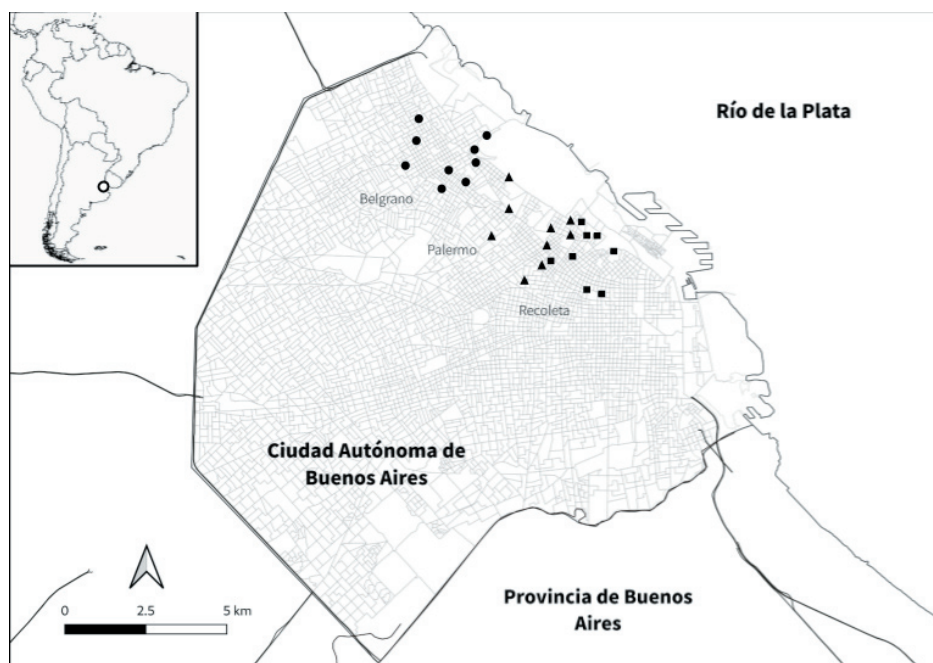 Río de la Plata
Belgrano
Palermo
Recoleta
Ciudad Autónoma de
Buenos Aires
0 2.5 5 km
Provincia de Buenos
Aires